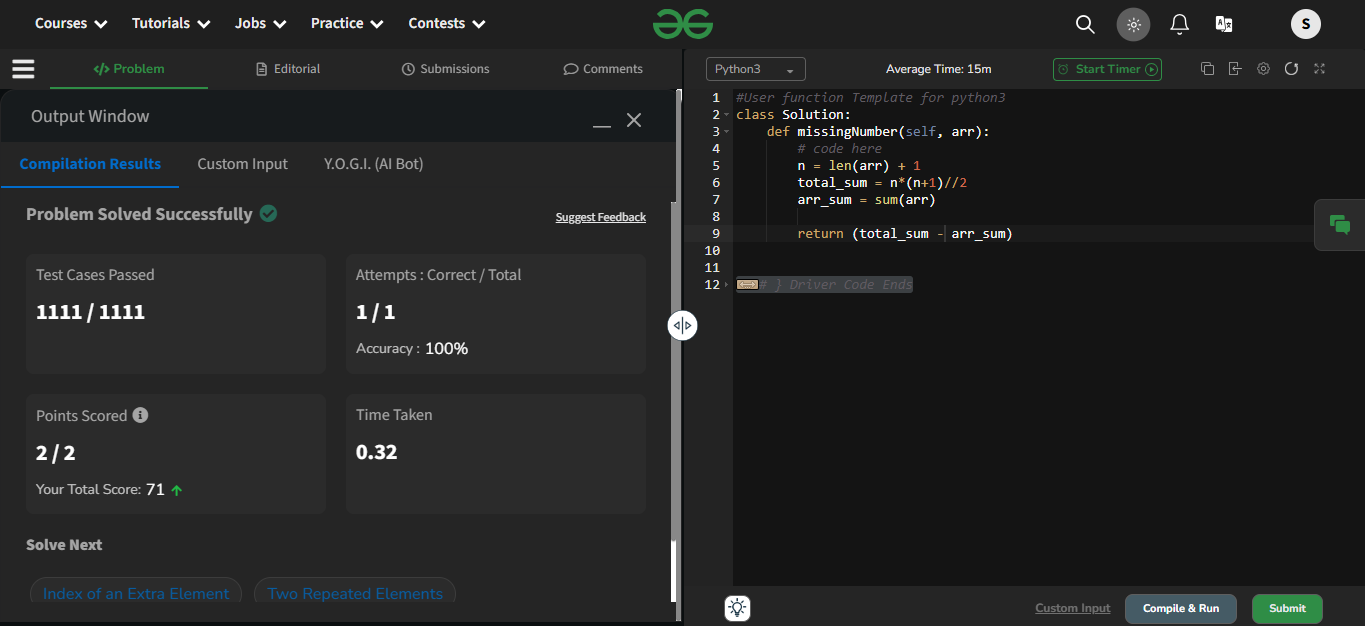 Courses Tutorials Jobs Practice Contests
S
Problem Editorial Submissions Comments
Python3 Average Time: 15m Start Timer
Output Window
Compilation Results Custom Input Y.O.G.I. (AI Bot)
Problem Solved Successfully
Suggest Feedback
Test Cases Passed
1111 / 1111
Attempts : Correct / Total
1 / 1
Accuracy : 100%
Points Scored
2 / 2
Your Total Score: 71
Time Taken
0.32
Solve Next
Index of an Extra Element Two Repeated Elements
1 #User function Template for python3
2 class Solution:
3 def missingNumber(self, arr):
4 # code here
5 n = len(arr) + 1
6 total_sum = n*(n+1)//2
7 arr_sum = sum(arr)
8
9 return (total_sum - arr_sum)
10
11
12 # } Driver Code Ends
Custom Input Compile & Run Submit